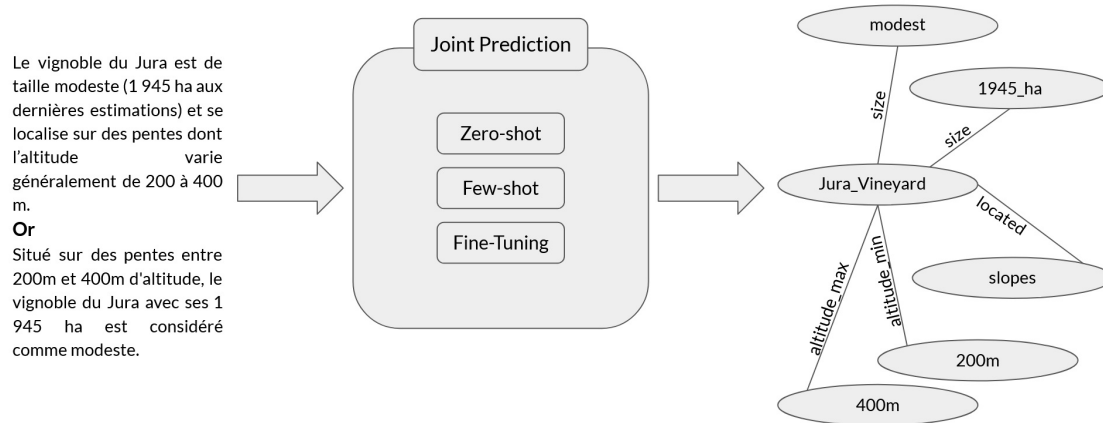 Le vignoble du Jura est de
taille modeste (1 945 ha aux
dernières estimations) et se
localise sur des pentes dont
l'altitude varie
généralement de 200 à 400
m.
Or
Situé sur des pentes entre
200m et 400m d'altitude, le
vignoble du Jura avec ses 1
945 ha est considéré
comme modeste.
Joint Prediction
Zero-shot
Few-shot
Fine-Tuning
modest
size
1945_ha
size
Jura_Vineyard
located
slopes
altitude_min
200m
altitude_max
400m